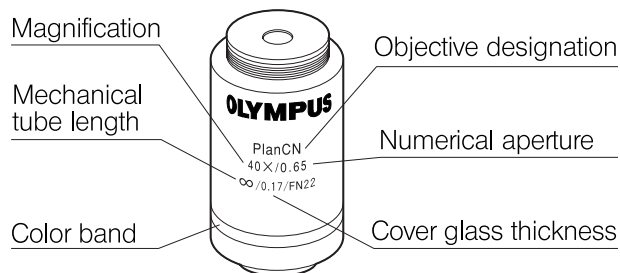 Magnification
Objective designation
Mechanical
tube length
OLYMPUS
PlanCN
40×/0.65
∞/0.17/FN22
Numerical aperture
Color band
Cover glass thickness